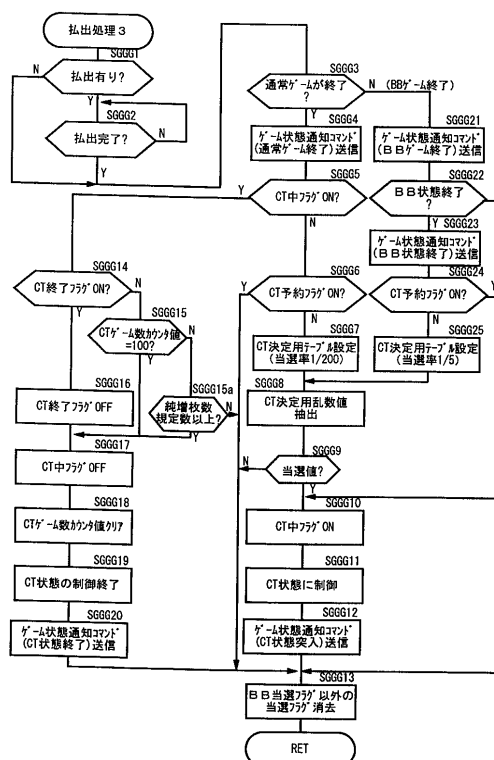 払出処理３
SGGG1
払出有り?
N
Y
SGGG2
払出完了?
N
Y
SGGG3
通常ゲームが終了
?
N
(BBゲーム終了)
Y
SGGG4
ゲーム状態通知コマンド
(通常ゲーム終了)送信
SGGG21
ゲーム状態通知コマンド
(BBゲーム終了)送信
SGGG5
CT中フラグON?
Y
N
SGGG22
BB状態終了
?
N
Y
SGGG23
ゲーム状態通知コマンド
(BB状態終了)送信
SGGG14
CT終了フラグON?
N
Y
SGGG6
CT予約フラグON?
Y
N
SGGG24
CT予約フラグON?
Y
N
SGGG15
CTゲーム数カウンタ値
=100?
N
Y
SGGG7
CT決定用テーブル設定
(当選率1/200)
SGGG25
CT決定用テーブル設定
(当選率1/5)
SGGG15a
純増枚数
規定数以上?
N
Y
SGGG16
CT終了フラグOFF
SGGG8
CT決定用乱数値
抽出
SGGG17
CT中フラグOFF
SGGG9
当選値?
N
Y
SGGG18
CTゲーム数カウンタ値クリア
SGGG10
CT中フラグON
SGGG19
CT状態の制御終了
SGGG11
CT状態に制御
SGGG20
ゲーム状態通知コマンド
(CT状態終了)送信
SGGG12
ゲーム状態通知コマンド
(CT状態突入)送信
SGGG13
BB当選フラグ以外の
当選フラグ消去
RET